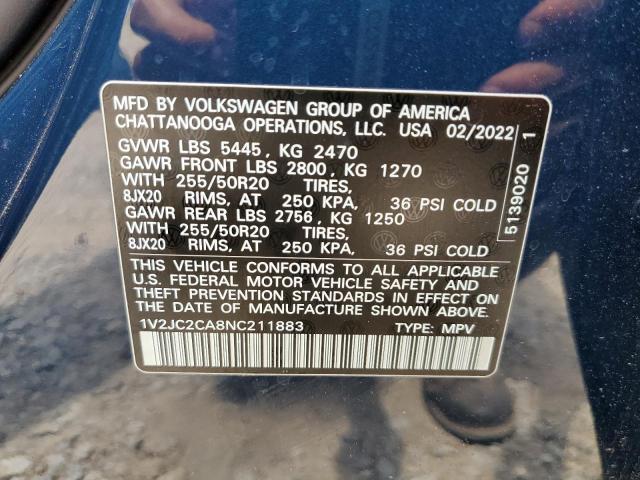 MFD BY VOLKSWAGEN GROUP OF AMERICA
CHATTANOOGA OPERATIONS, LLC. USA 02/2022
GVWR LBS 5445, KG 2470
GAWR FRONT LBS 2800, KG 1270
WITH 255/50R20 TIRES,
8JX20 RIMS, AT 250 KPA, 36 PSI COLD
GAWR REAR LBS 2756, KG 1250
WITH 255/50R20 TIRES,
8JX20 RIMS, AT 250 KPA, 36 PSI COLD
THIS VEHICLE CONFORMS TO ALL APPLICABLE
U.S. FEDERAL MOTOR VEHICLE SAFETY AND
THEFT PREVENTION STANDARDS IN EFFECT ON
THE DATE OF MANUFACTURE SHOWN ABOVE.
1V2JC2CA8NC211883 TYPE: MPV
5139020 1